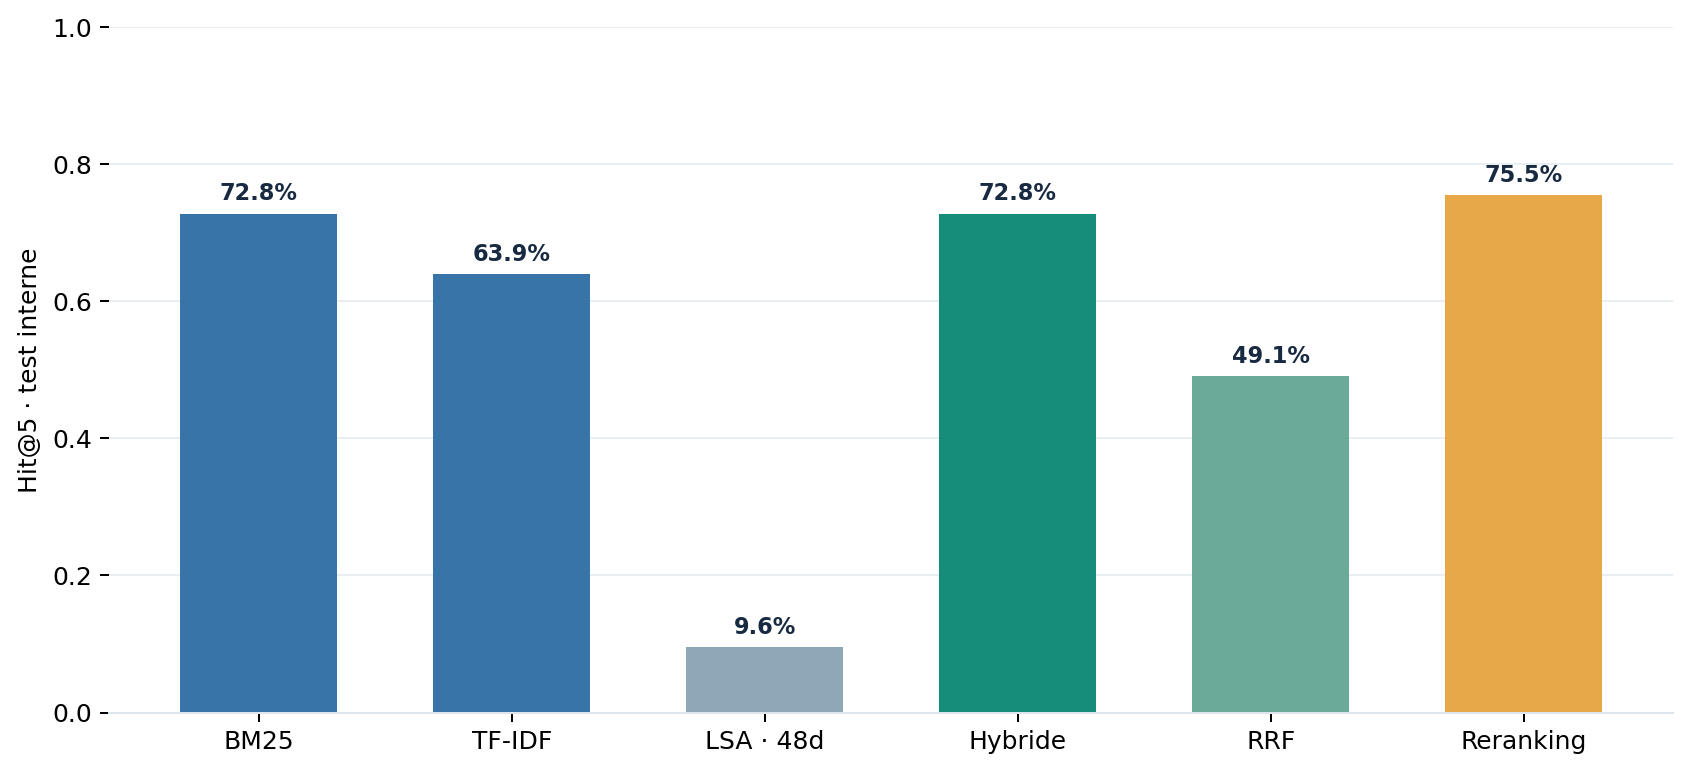 Hit@5 · test interne
1.0
0.8
0.6
0.4
0.2
0.0
72.8%
63.9%
9.6%
72.8%
49.1%
75.5%
BM25
TF-IDF
LSA · 48d
Hybride
RRF
Reranking